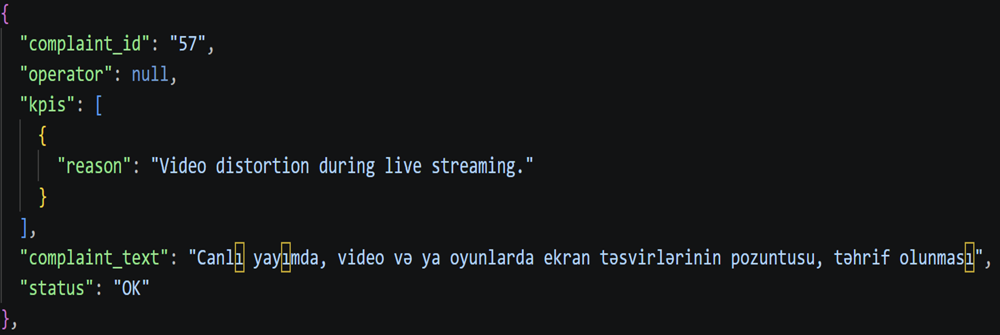 {
"complaint_id": "57",
"operator": null,
"kpis": [
{
"reason": "Video distortion during live streaming."
}
],
"complaint_text": "Canlı yayımda, video və ya oyunlarda ekran təsvirlərinin pozuntusu, təhrif olunması",
"status": "OK"
},